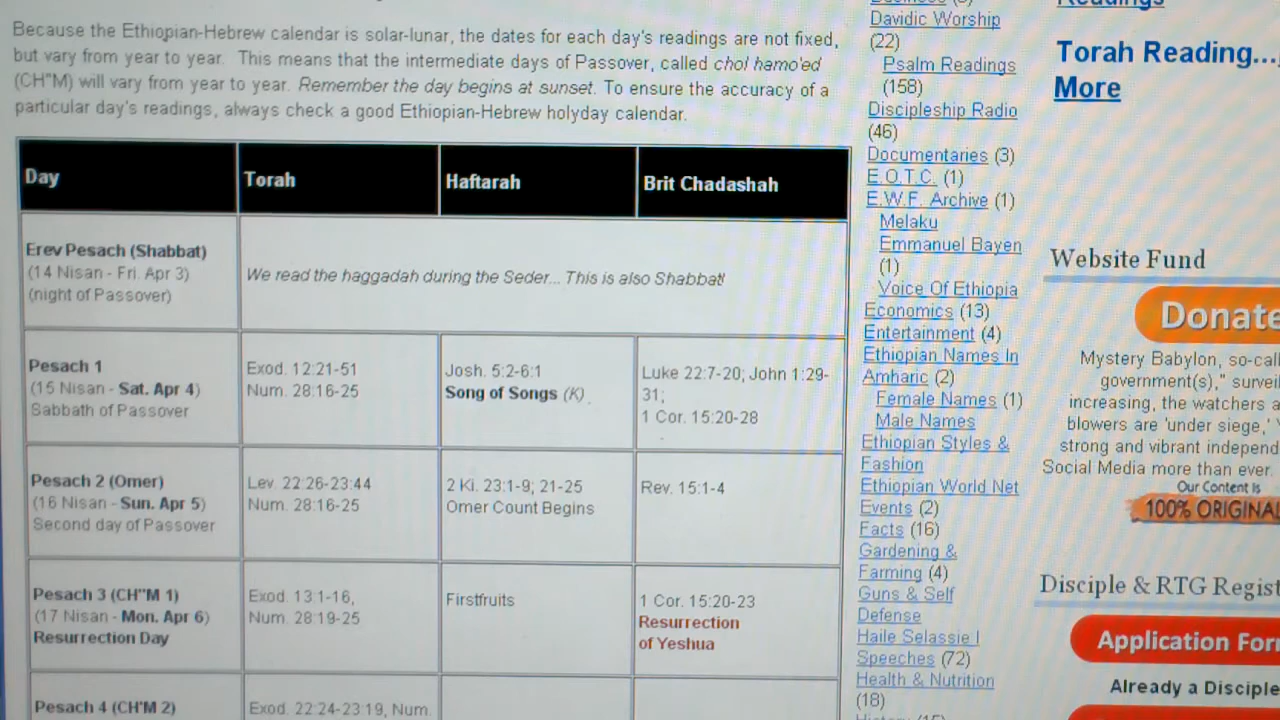 Because the Ethiopian-Hebrew calendar is solar-lunar, the dates for each day's readings are not fixed,
but vary from year to year. This means that the intermediate days of Passover, called chol hamo'ed
(CH"M) will vary from year to year. Remember the day begins at sunset. To ensure the accuracy of a
particular day's readings, always check a good Ethiopian-Hebrew holyday calendar.
Day
Torah
Haftarah
Brit Chadashah
Erev Pesach (Shabbat)
(14 Nisan - Fri. Apr 3)
(night of Passover)
We read the haggadah during the Seder... This is also Shabbat!
Pesach 1
(15 Nisan - Sat. Apr 4)
Sabbath of Passover
Exod. 12:21-51
Num. 28:16-25
Josh. 5:2-6:1
Song of Songs (K)
Luke 22:7-20; John 1:29-
31;
1 Cor. 15:20-28
Pesach 2 (Omer)
(16 Nisan - Sun. Apr 5)
Second day of Passover
Lev. 22:26-23:44
Num. 28:16-25
2 Ki. 23:1-9; 21-25
Omer Count Begins
Rev. 15:1-4
Pesach 3 (CH"M 1)
(17 Nisan - Mon. Apr 6)
Resurrection Day
Exod. 13:1-16,
Num. 28:19-25
Firstfruits
1 Cor. 15:20-23
Resurrection
of Yeshua
Pesach 4 (CH'M 2)
Exod. 22:24-23:19, Num.
Davidic Worship
(22)
Psalm Readings
(158)
Discipleship Radio
(46)
Documentaries (3)
E.O.T.C. (1)
E.W.F. Archive (1)
Melaku
Emmanuel Bayen
(1)
Voice Of Ethiopia
Economics (13)
Entertainment (4)
Ethiopian Names In
Amharic (2)
Female Names (1)
Male Names
Ethiopian Styles &
Fashion
Ethiopian World Net
Events (2)
Facts (16)
Gardening &
Farming (4)
Guns & Self
Defense
Haile Selassie I
Speeches (72)
Health & Nutrition
(18)
Readings
Torah Reading...
More
Website Fund
Donate
Mystery Babylon, so-call
government(s)," surveil
increasing, the watchers a
blowers are 'under siege,'
strong and vibrant independ
Social Media more than ever.
Our Content Is
100% ORIGINAL
Disciple & RTG Regist
Application For
Already a Disciple